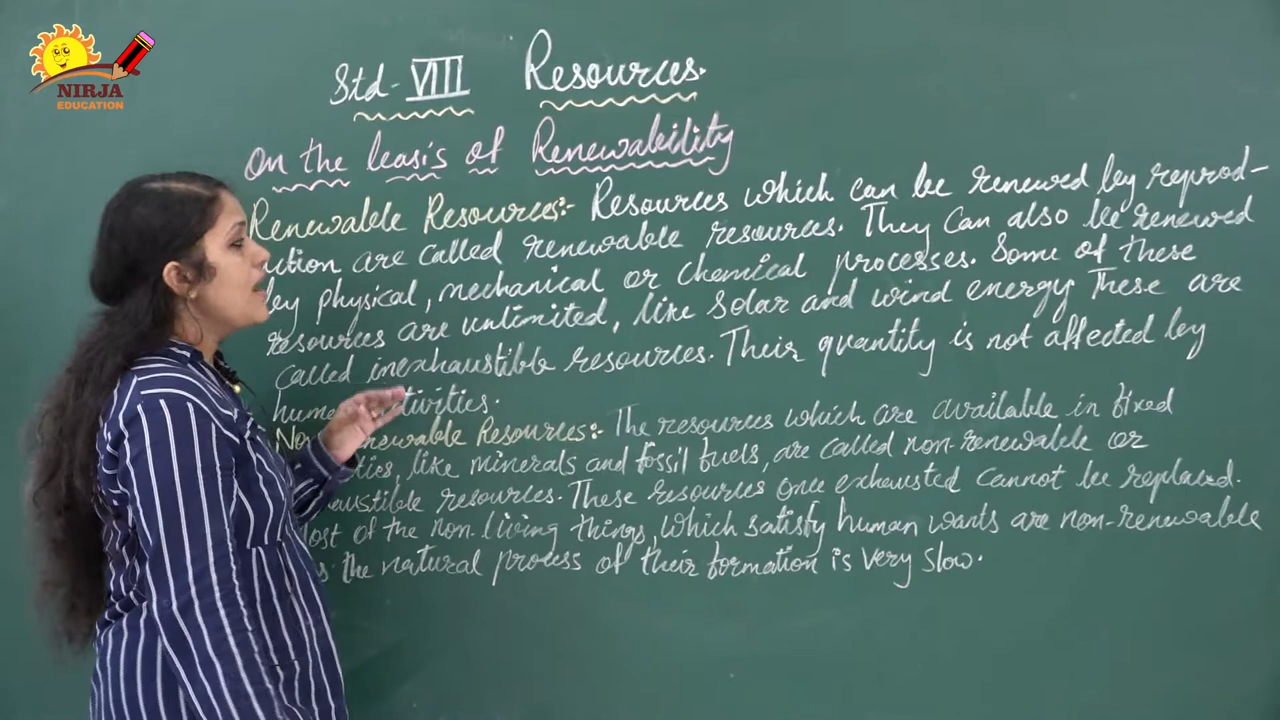 NIRJA
EDUCATION
Std- VIII Resources.
On the basis of Renewability
Renewable Resources:- Resources which can be renewed by reprod-
uction are called renewable resources. They can also be renewed
by physical, mechanical or chemical processes. Some of these
resources are unlimited, like solar and wind energy. These are
called inexhaustible resources. Their quantity is not affected by
activities.
Resources:- The resources which are available in fixed
like minerals and fossil fuels, are called non-renewable or
resources. These resources once exhausted cannot be replaced.
of the non-living things, which satisfy human wants are non-renewable
the natural process of their formation is very slow.